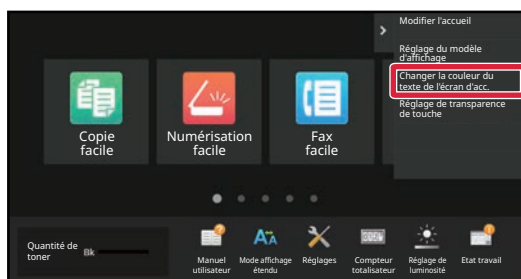 Modifier l'accueil
Réglage du modèle
d'affichage
Changer la couleur du
texte de l'écran d'acc.
Réglage de transparence
de touche
Copie
facile
Numérisation
facile
Fax
facile
Quantité de
toner
Bk
Manuel
utilisateur
Mode affichage
étendu
Réglages
Compteur
totalisateur
Réglage de
luminosité
Etat travail